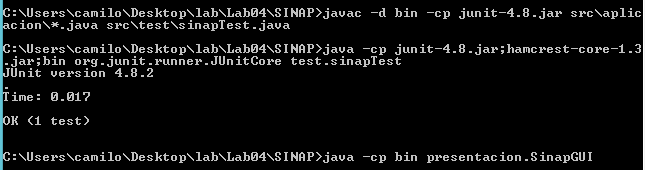 C:\Users\camilo\Desktop\lab\Lab04\SINAP>javac -d bin -cp junit-4.8.jar src\aplic
acion\*.java src\test\sinapTest.java
C:\Users\camilo\Desktop\lab\Lab04\SINAP>java -cp junit-4.8.jar;hamcrest-core-1.3
.jar;bin org.junit.runner.JUnitCore test.sinapTest
JUnit version 4.8.2
.
Time: 0.017
OK (1 test)
C:\Users\camilo\Desktop\lab\Lab04\SINAP>java -cp bin presentacion.SinapGUI